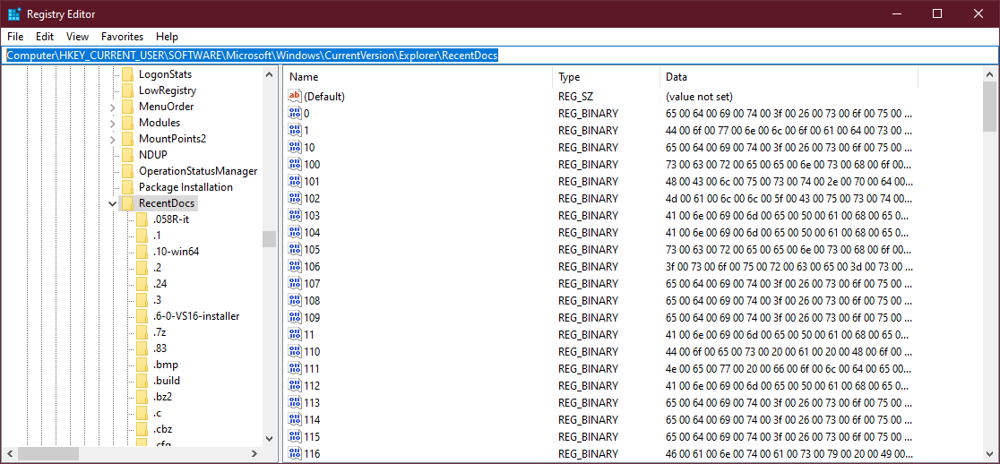 Registry Editor
File Edit View Favorites Help
Computer\HKEY_CURRENT_USER\SOFTWARE\Microsoft\Windows\CurrentVersion\Explorer\RecentDocs
LogonStats
LowRegistry
MenuOrder
Modules
MountPoints2
NDUP
OperationStatusManager
Package Installation
RecentDocs
.058R-it
.1
.10-win64
.2
.24
.3
.6-0-VS16-installer
.7z
.83
.bmp
.build
.bz2
.c
.cbz
.cfg
Name Type Data
(Default) REG_SZ (value not set)
0 REG_BINARY 65 00 64 00 69 00 74 00 3f 00 26 00 73 00 6f 00 75 00 ...
1 REG_BINARY 44 00 6f 00 77 00 6e 00 6c 00 6f 00 61 00 64 00 73 00 ...
10 REG_BINARY 65 00 64 00 69 00 74 00 3f 00 26 00 73 00 6f 00 75 00 ...
100 REG_BINARY 73 00 63 00 72 00 65 00 65 00 6e 00 73 00 68 00 6f 00...
101 REG_BINARY 48 00 43 00 6c 00 75 00 73 00 74 00 2e 00 70 00 64 00...
102 REG_BINARY 4d 00 61 00 6c 00 6c 00 5f 00 43 00 75 00 73 00 74 00...
103 REG_BINARY 41 00 6e 00 69 00 6d 00 65 00 50 00 61 00 68 00 65 0...
104 REG_BINARY 41 00 6e 00 69 00 6d 00 65 00 50 00 61 00 68 00 65 0...
105 REG_BINARY 73 00 63 00 72 00 65 00 65 00 6e 00 73 00 68 00 6f 00...
106 REG_BINARY 3f 00 73 00 6f 00 75 00 72 00 63 00 65 00 3d 00 73 00 ...
107 REG_BINARY 65 00 64 00 69 00 74 00 3f 00 26 00 73 00 6f 00 75 00 ...
108 REG_BINARY 65 00 64 00 69 00 74 00 3f 00 26 00 73 00 6f 00 75 00 ...
109 REG_BINARY 65 00 64 00 69 00 74 00 3f 00 26 00 73 00 6f 00 75 00 ...
11 REG_BINARY 41 00 6e 00 69 00 6d 00 65 00 50 00 61 00 68 00 65 0...
110 REG_BINARY 44 00 6f 00 65 00 73 00 20 00 61 00 20 00 48 00 6f 00 ...
111 REG_BINARY 4e 00 65 00 77 00 20 00 66 00 6f 00 6c 00 64 00 65 00...
112 REG_BINARY 41 00 6e 00 69 00 6d 00 65 00 50 00 61 00 68 00 65 0...
113 REG_BINARY 65 00 64 00 69 00 74 00 3f 00 26 00 73 00 6f 00 75 00 ...
114 REG_BINARY 65 00 64 00 69 00 74 00 3f 00 26 00 73 00 6f 00 75 00 ...
115 REG_BINARY 65 00 64 00 69 00 74 00 3f 00 26 00 73 00 6f 00 75 00 ...
116 REG_BINARY 46 00 61 00 6e 00 74 00 61 00 73 00 79 00 20 00 49 00...